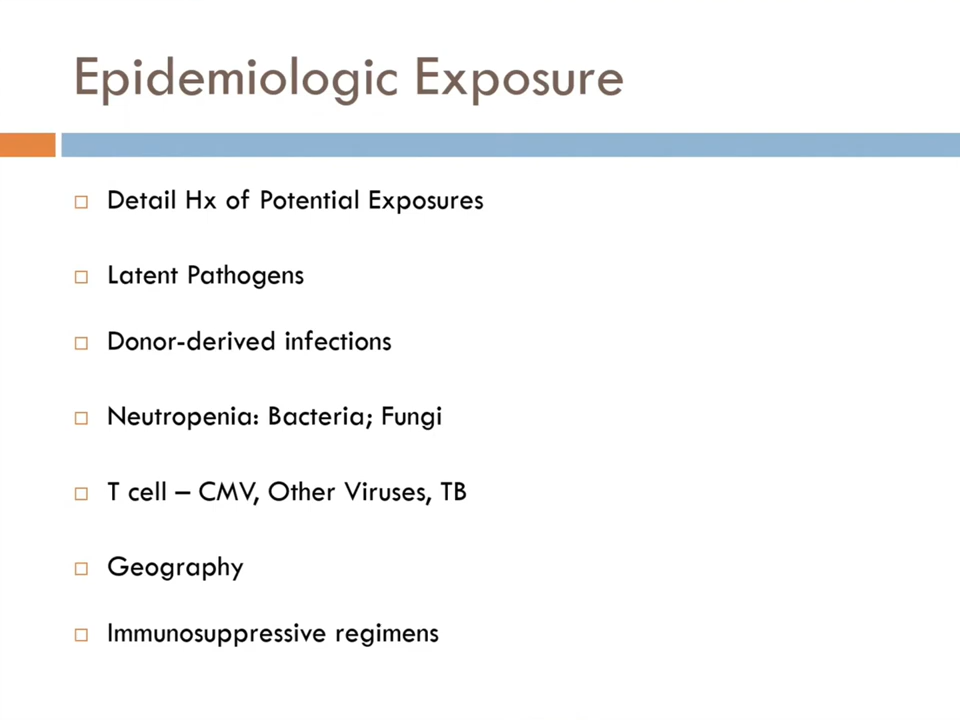 Epidemiologic Exposure
Detail Hx of Potential Exposures
Latent Pathogens
Donor-derived infections
Neutropenia: Bacteria; Fungi
T cell – CMV, Other Viruses, TB
Geography
Immunosuppressive regimens